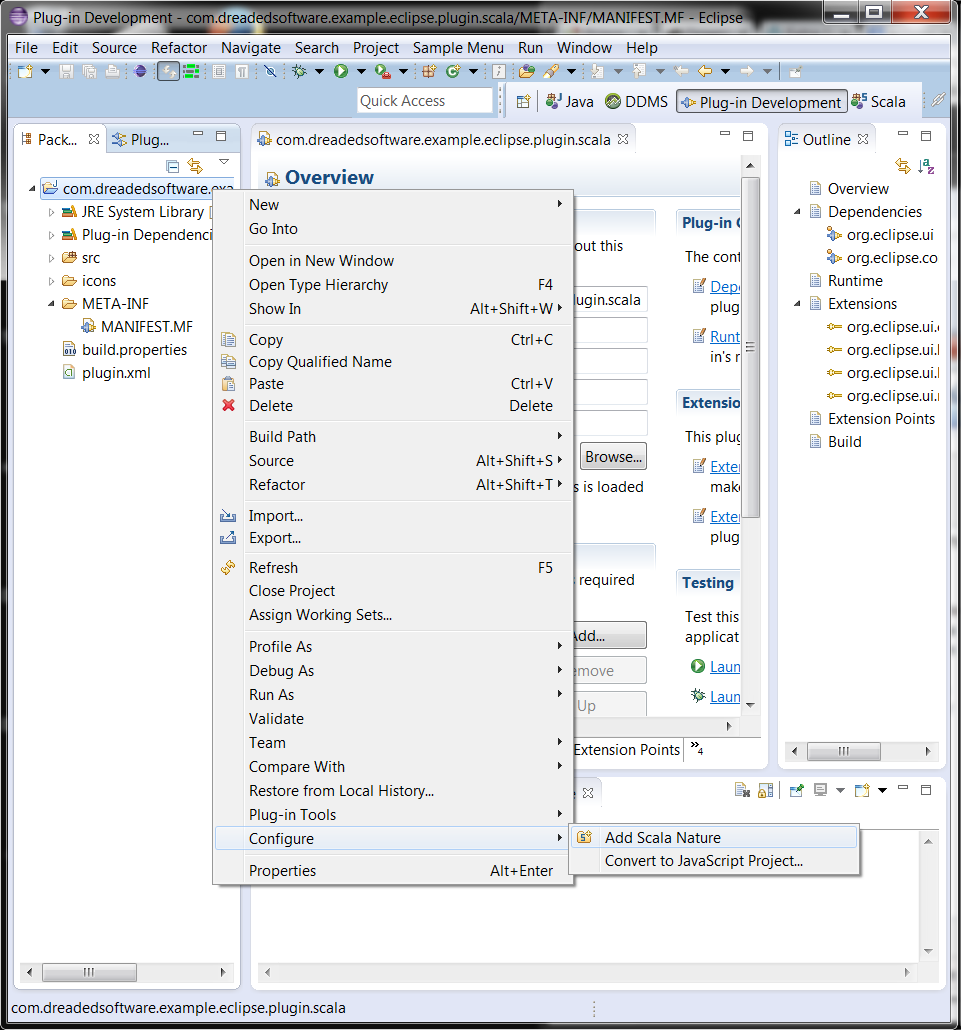 Plug-in Development - com.dreadedsoftware.example.eclipse.plugin.scala/META-INF/MANIFEST.MF - Eclipse
File Edit Source Refactor Navigate Search Project Sample Menu Run Window Help
Quick Access
Java DDMS Plug-in Development Scala
Pack... Plug...
com.dreadedsoftware.exa
JRE System Library [
Plug-in Dependenci
src
icons
META-INF
MANIFEST.MF
build.properties
plugin.xml
com.dreadedsoftware.example.eclipse.plugin.scala
Overview
out this
lugin.scala
Browse...
s is loaded
required
Add...
emove
Up
Extension Points
»4
Plug-in C
The cont
Depe
plug
Runt
in's r
Extensio
This plug
Exter
make
Exter
plug
Testing
Test this
applicat
Laun
Laun
New
Go Into
Open in New Window
Open Type Hierarchy F4
Show In Alt+Shift+W
Copy Ctrl+C
Copy Qualified Name
Paste Ctrl+V
Delete Delete
Build Path
Source Alt+Shift+S
Refactor Alt+Shift+T
Import...
Export...
Refresh F5
Close Project
Assign Working Sets...
Profile As
Debug As
Run As
Validate
Team
Compare With
Restore from Local History...
Plug-in Tools
Configure
Properties Alt+Enter
Add Scala Nature
Convert to JavaScript Project...
Outline
Overview
Dependencies
org.eclipse.ui
org.eclipse.co
Runtime
Extensions
org.eclipse.ui.
org.eclipse.ui.
org.eclipse.ui.
org.eclipse.ui.
Extension Points
Build
com.dreadedsoftware.example.eclipse.plugin.scala